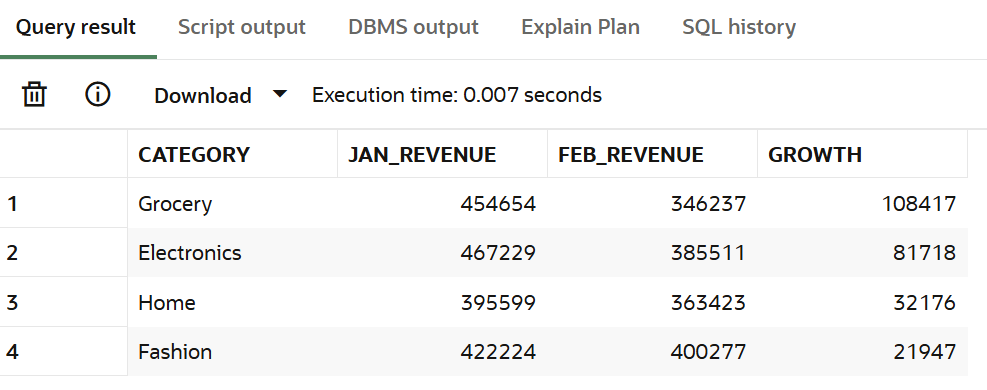 Query result Script output DBMS output Explain Plan SQL history
Download Execution time: 0.007 seconds
CATEGORY JAN_REVENUE FEB_REVENUE GROWTH
1 Grocery 454654 346237 108417
2 Electronics 467229 385511 81718
3 Home 395599 363423 32176
4 Fashion 422224 400277 21947